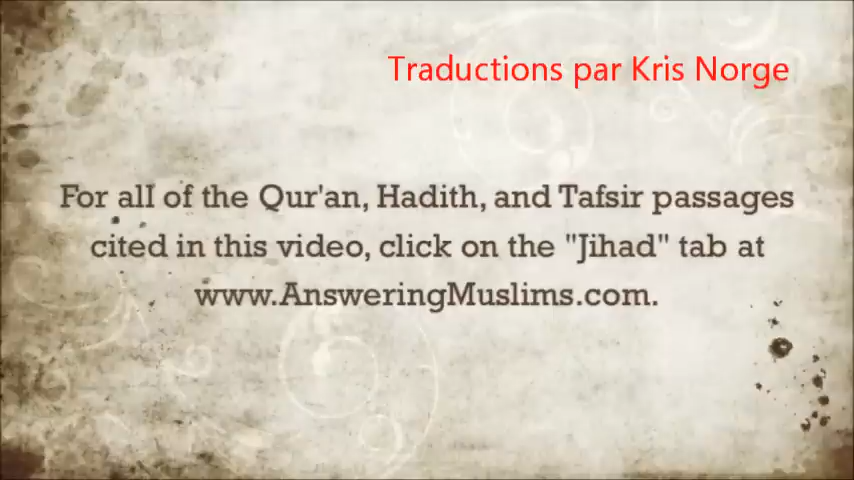 Traductions par Kris Norge
For all of the Qur'an, Hadith, and Tafsir passages
cited in this video, click on the "Jihad" tab at
www.AnsweringMuslims.com.